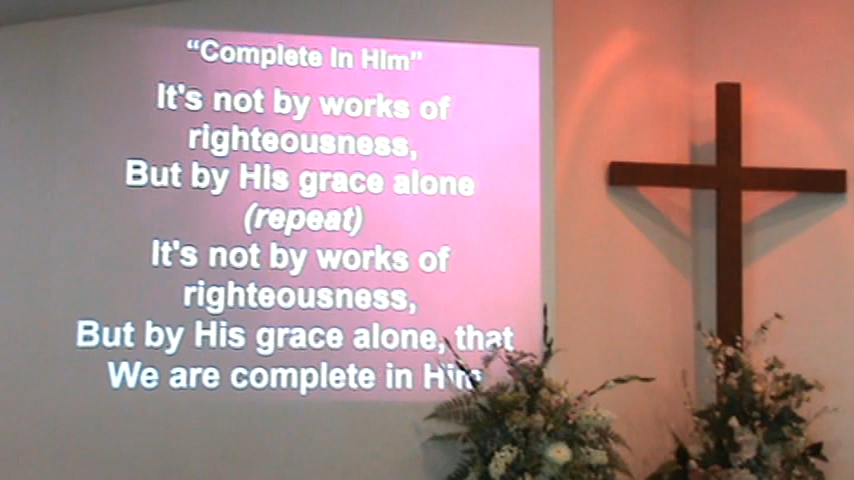 “Complete In Him”
It's not by works of
righteousness,
But by His grace alone
(repeat)
It's not by works of
righteousness,
But by His grace alone, that
We are complete in Him